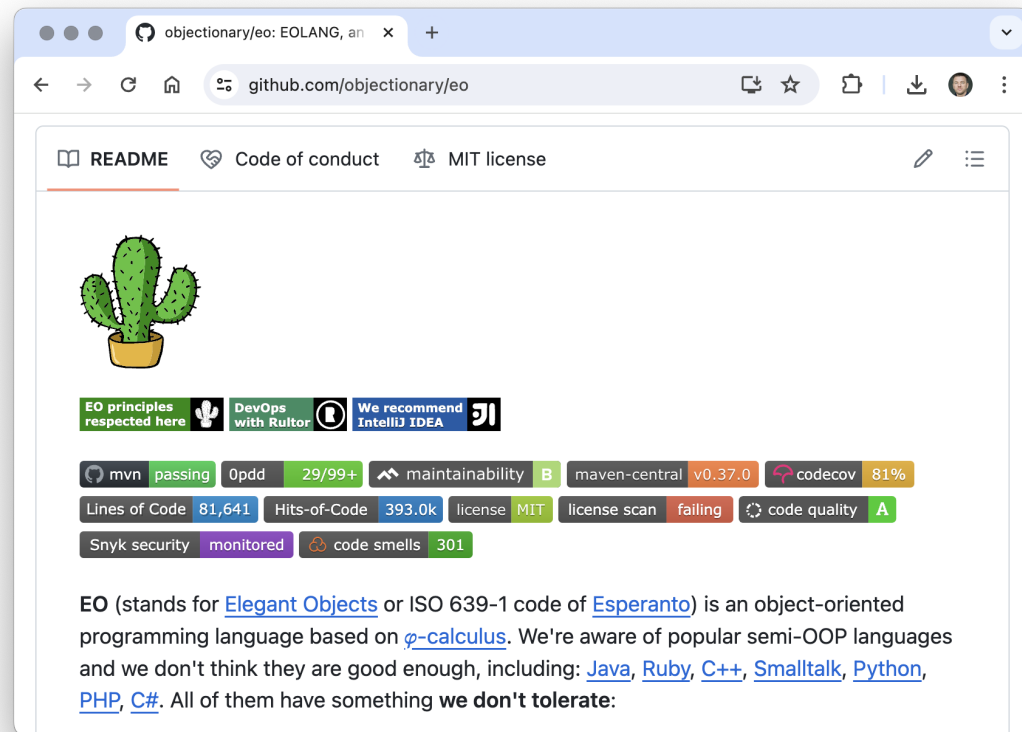 objectionary/eo: EOLANG, an
github.com/objectionary/eo
README Code of conduct MIT license
EO principles respected here
DevOps with Rultor R
We recommend IntelliJ IDEA JI
mvn passing 0pdd 29/99+ maintainability B maven-central v0.37.0 codecov 81%
Lines of Code 81,641 Hits-of-Code 393.0k license MIT license scan failing code quality A
Snyk security monitored code smells 301
EO (stands for Elegant Objects or ISO 639-1 code of Esperanto) is an object-oriented
programming language based on φ-calculus. We're aware of popular semi-OOP languages
and we don't think they are good enough, including: Java, Ruby, C++, Smalltalk, Python,
PHP, C#. All of them have something we don't tolerate: